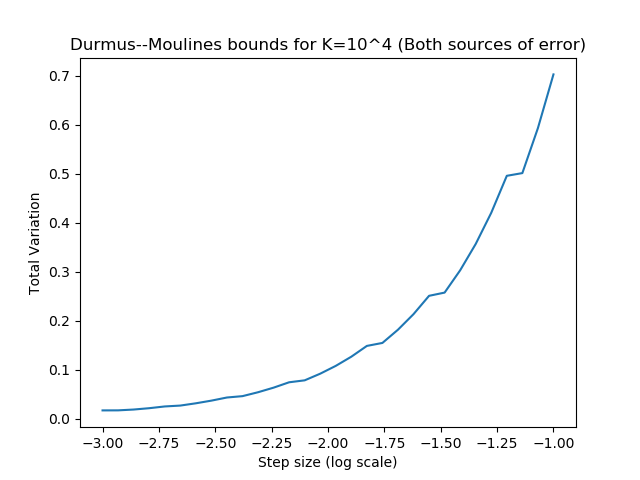 Durmus--Moulines bounds for K=10^4 (Both sources of error)
Total Variation
0.7
0.6
0.5
0.4
0.3
0.2
0.1
0.0
−3.00 −2.75 −2.50 −2.25 −2.00 −1.75 −1.50 −1.25 −1.00
Step size (log scale)